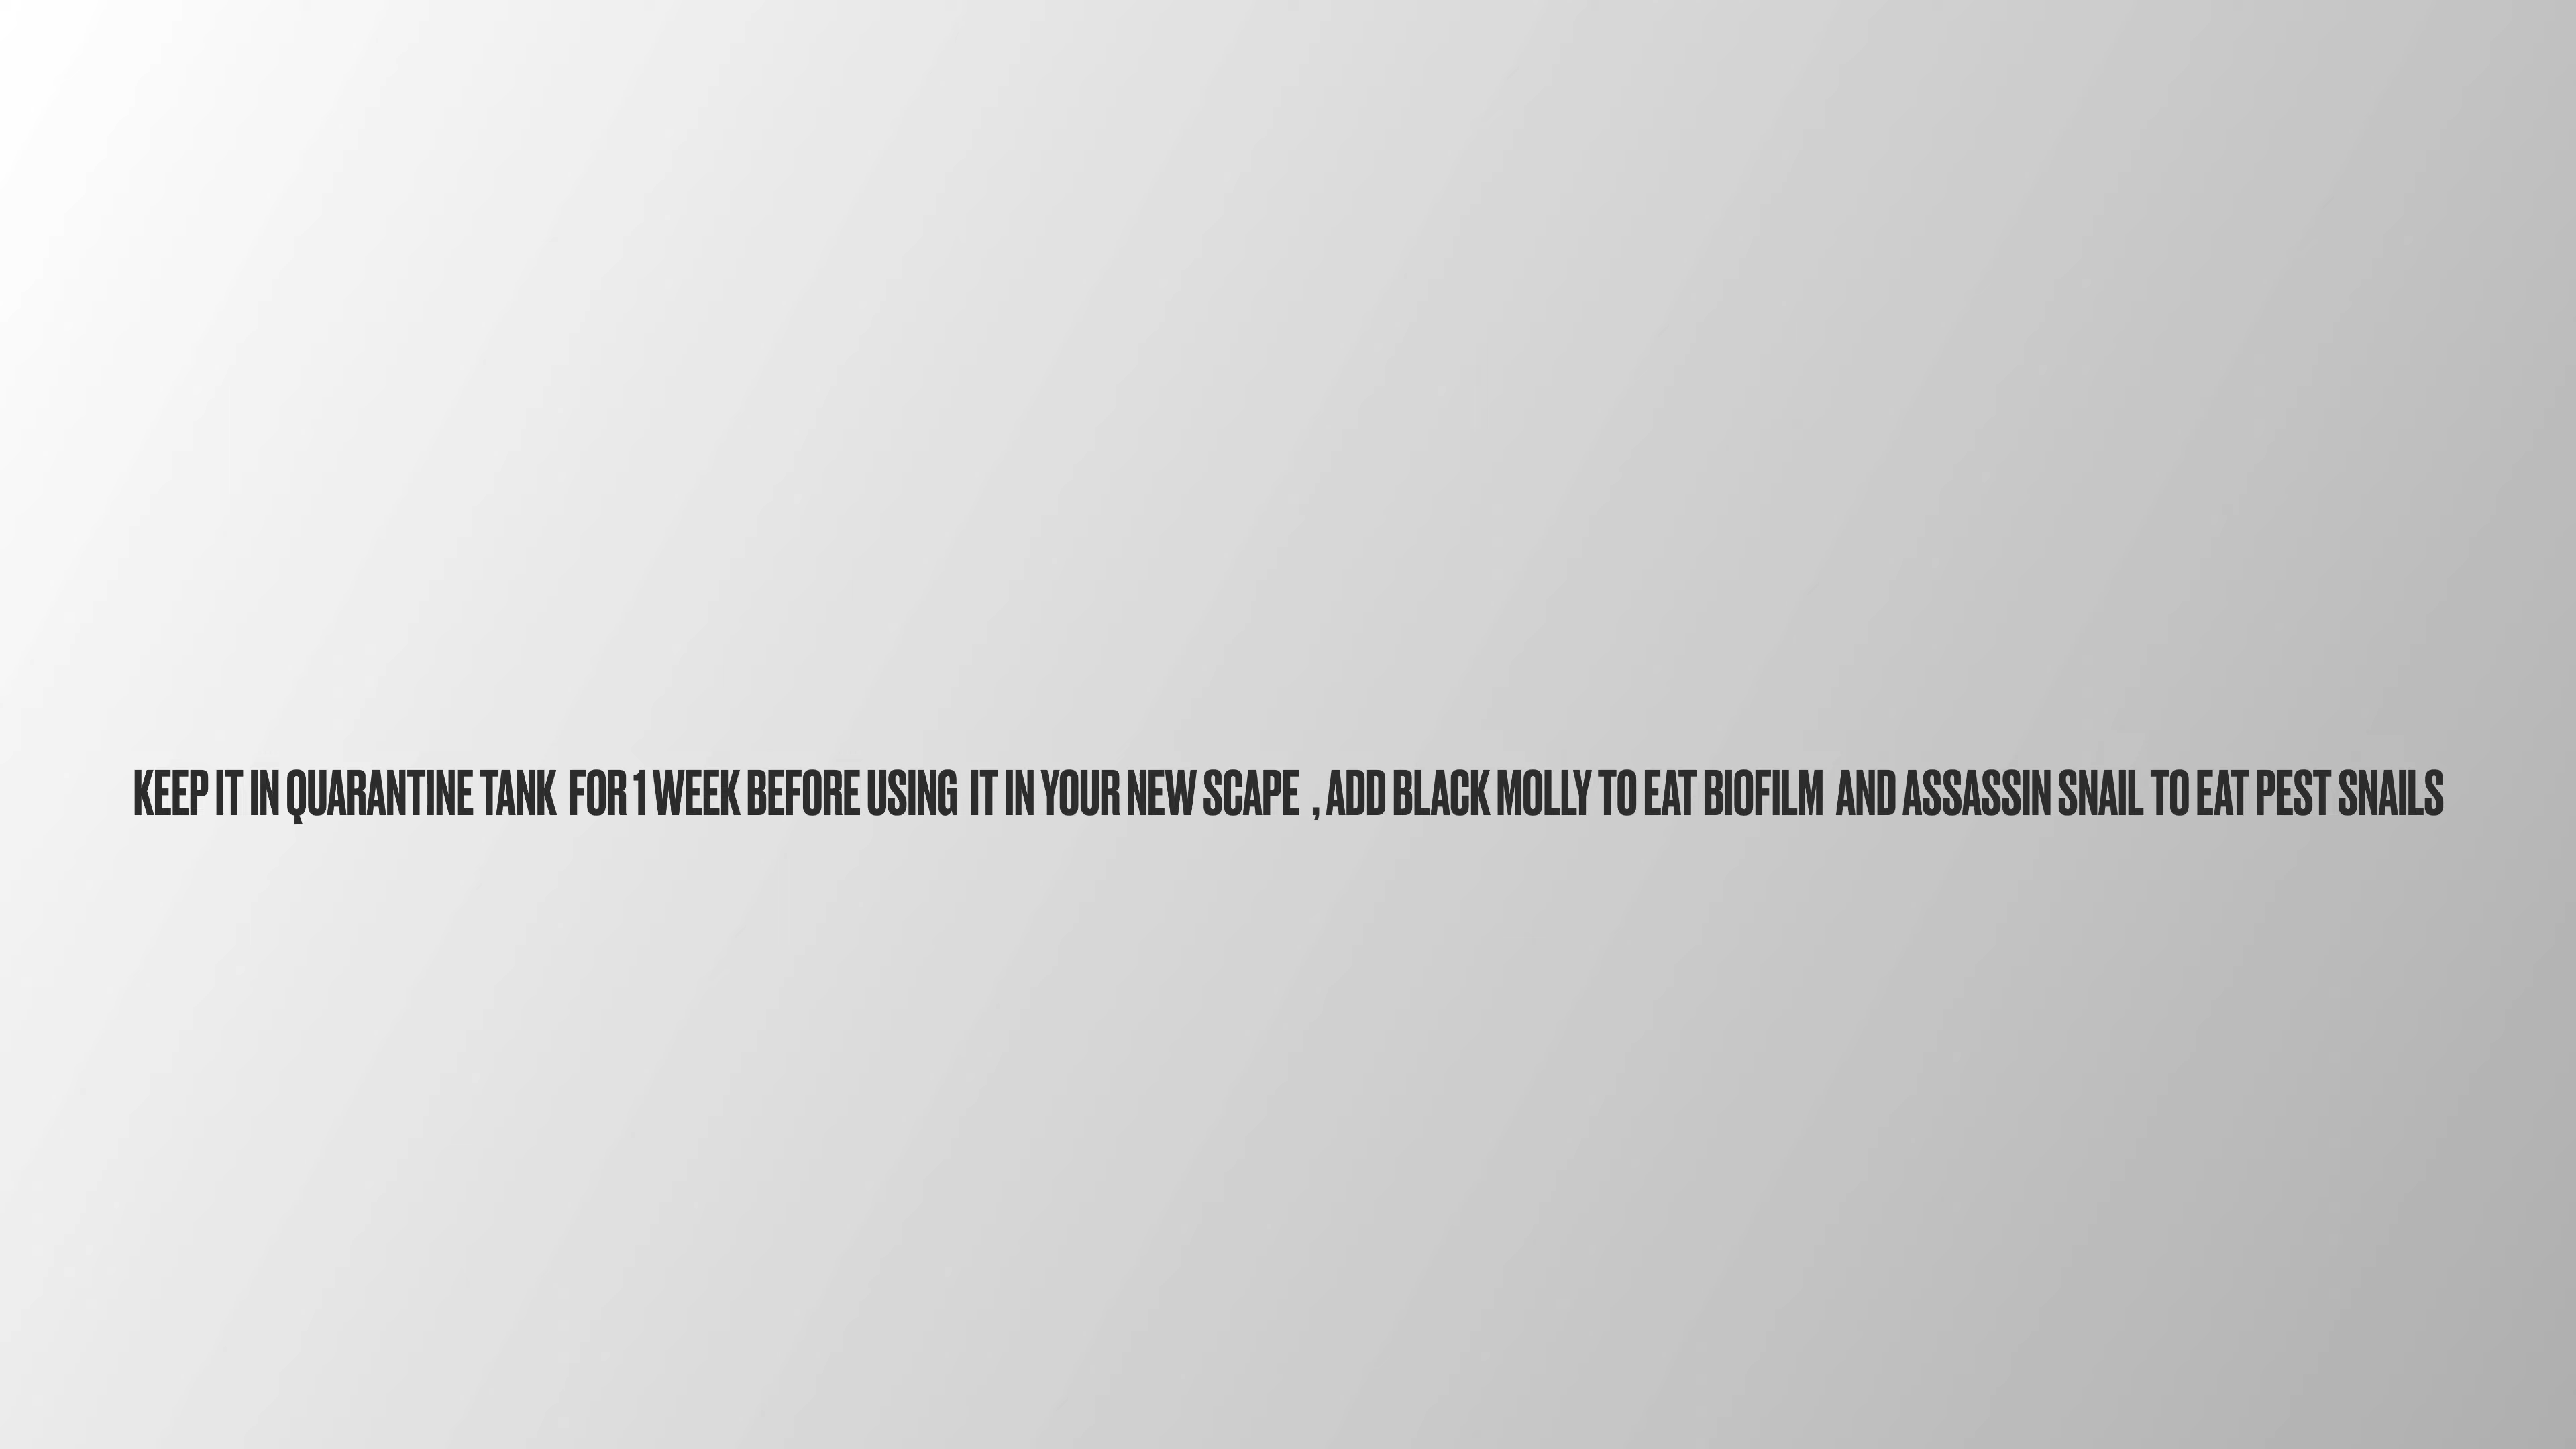 KEEP IT IN QUARANTINE TANK FOR 1 WEEK BEFORE USING IT IN YOUR NEW SCAPE , ADD BLACK MOLLY TO EAT BIOFILM AND ASSASSIN SNAIL TO EAT PEST SNAILS